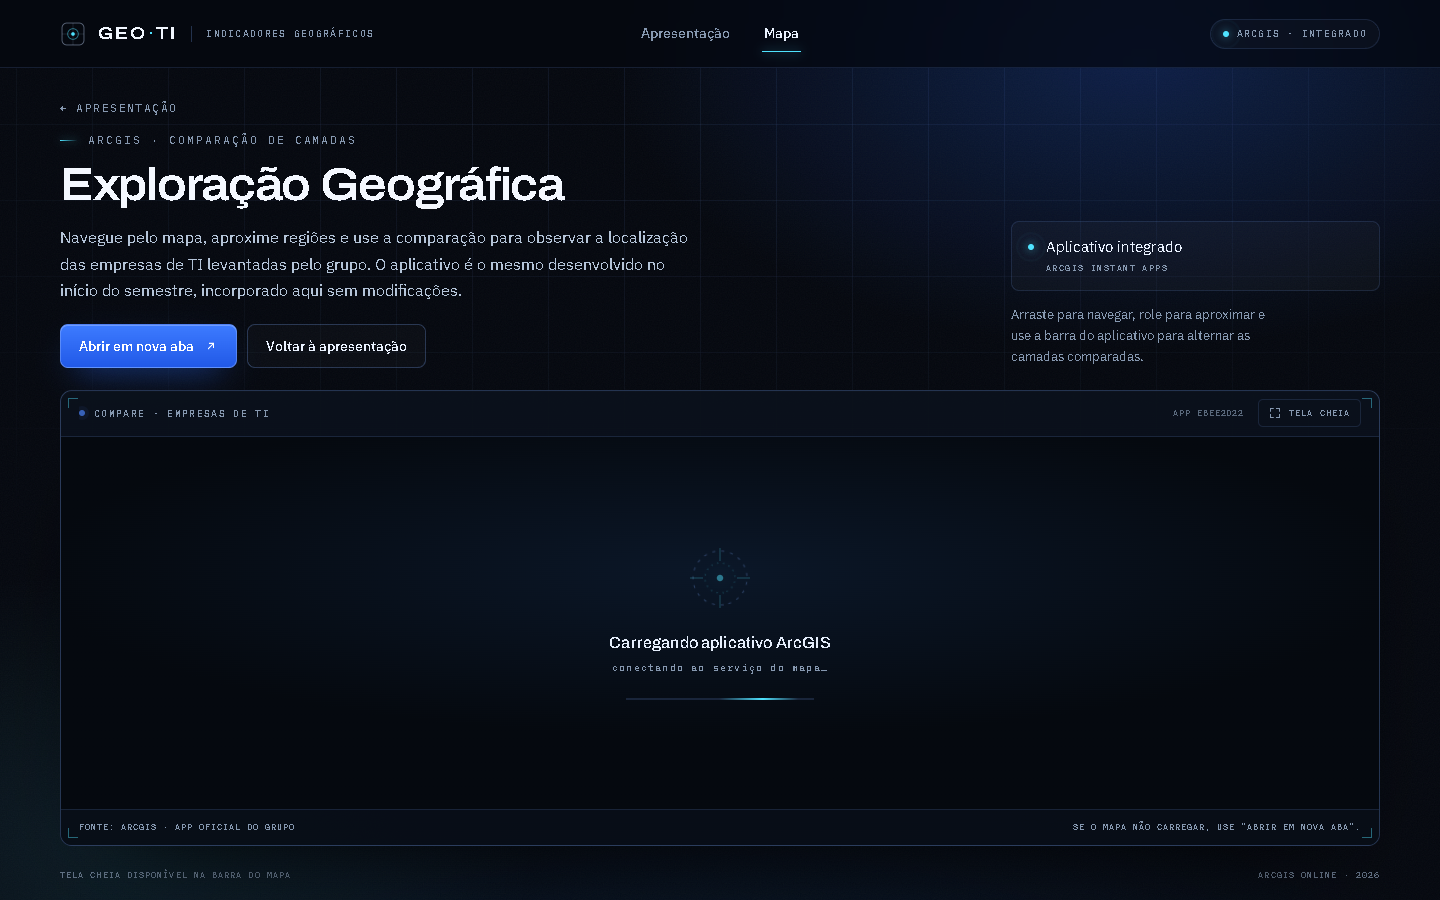 GEO·TI
INDICADORES GEOGRÁFICOS
Apresentação
Mapa
ARCGIS · INTEGRADO
← APRESENTAÇÃO
ARCGIS · COMPARAÇÃO DE CAMADAS
Exploração Geográfica
Navegue pelo mapa, aproxime regiões e use a comparação para observar a localização
das empresas de TI levantadas pelo grupo. O aplicativo é o mesmo desenvolvido no
início do semestre, incorporado aqui sem modificações.
Abrir em nova aba ↗
Voltar à apresentação
Aplicativo integrado
ARCGIS INSTANT APPS
Arraste para navegar, role para aproximar e
use a barra do aplicativo para alternar as
camadas comparadas.
COMPARE · EMPRESAS DE TI
APP EBEE2D22
TELA CHEIA
Carregando aplicativo ArcGIS
conectando ao serviço do mapa…
FONTE: ARCGIS · APP OFICIAL DO GRUPO
SE O MAPA NÃO CARREGAR, USE "ABRIR EM NOVA ABA".
TELA CHEIA DISPONÍVEL NA BARRA DO MAPA
ARCGIS ONLINE · 2026